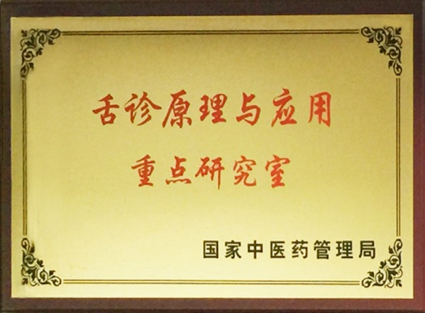 舌诊原理与应用
重点研究室
国家中医药管理局